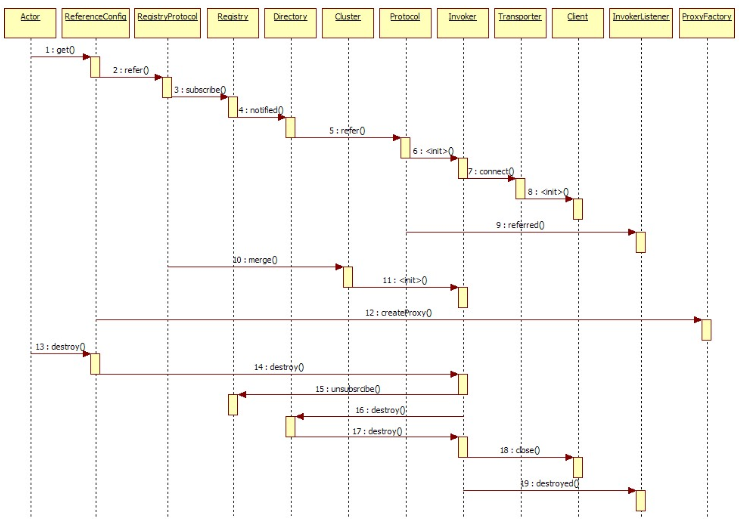 Actor ReferenceConfig RegistryProtocol Registry Directory Cluster Protocol Invoker Transporter Client InvokerListener ProxyFactory
1 : get()
2 : refer()
3 : subscribe()
4 : notified()
5 : refer()
6 : <init>()
7 : connect()
8 : <init>()
9 : referred()
10 : merge()
11 : <init>()
12 : createProxy()
13 : destroy()
14 : destroy()
15 : unsubsrcibe()
16 : destroy()
17 : destroy()
18 : close()
19 : destroyed()